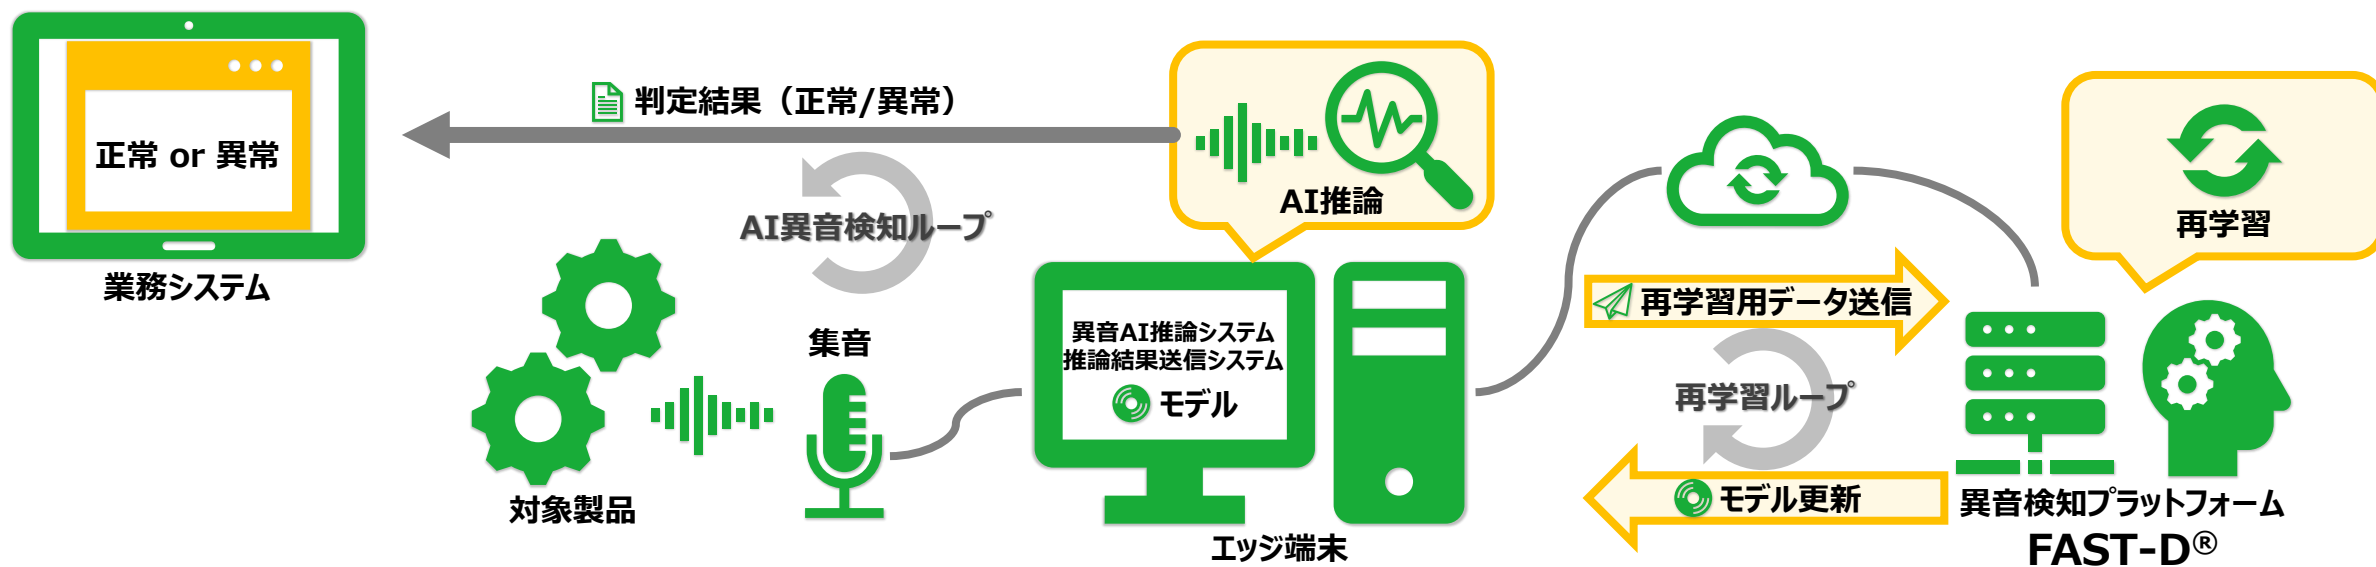 正常 or 異常
業務システム
判定結果（正常/異常）
AI異音検知ループ
対象製品
集音
AI推論
異音AI推論システム
推論結果送信システム
モデル
エッジ端末
再学習用データ送信
再学習ループ
モデル更新
再学習
異音検知プラットフォーム
FAST-D®